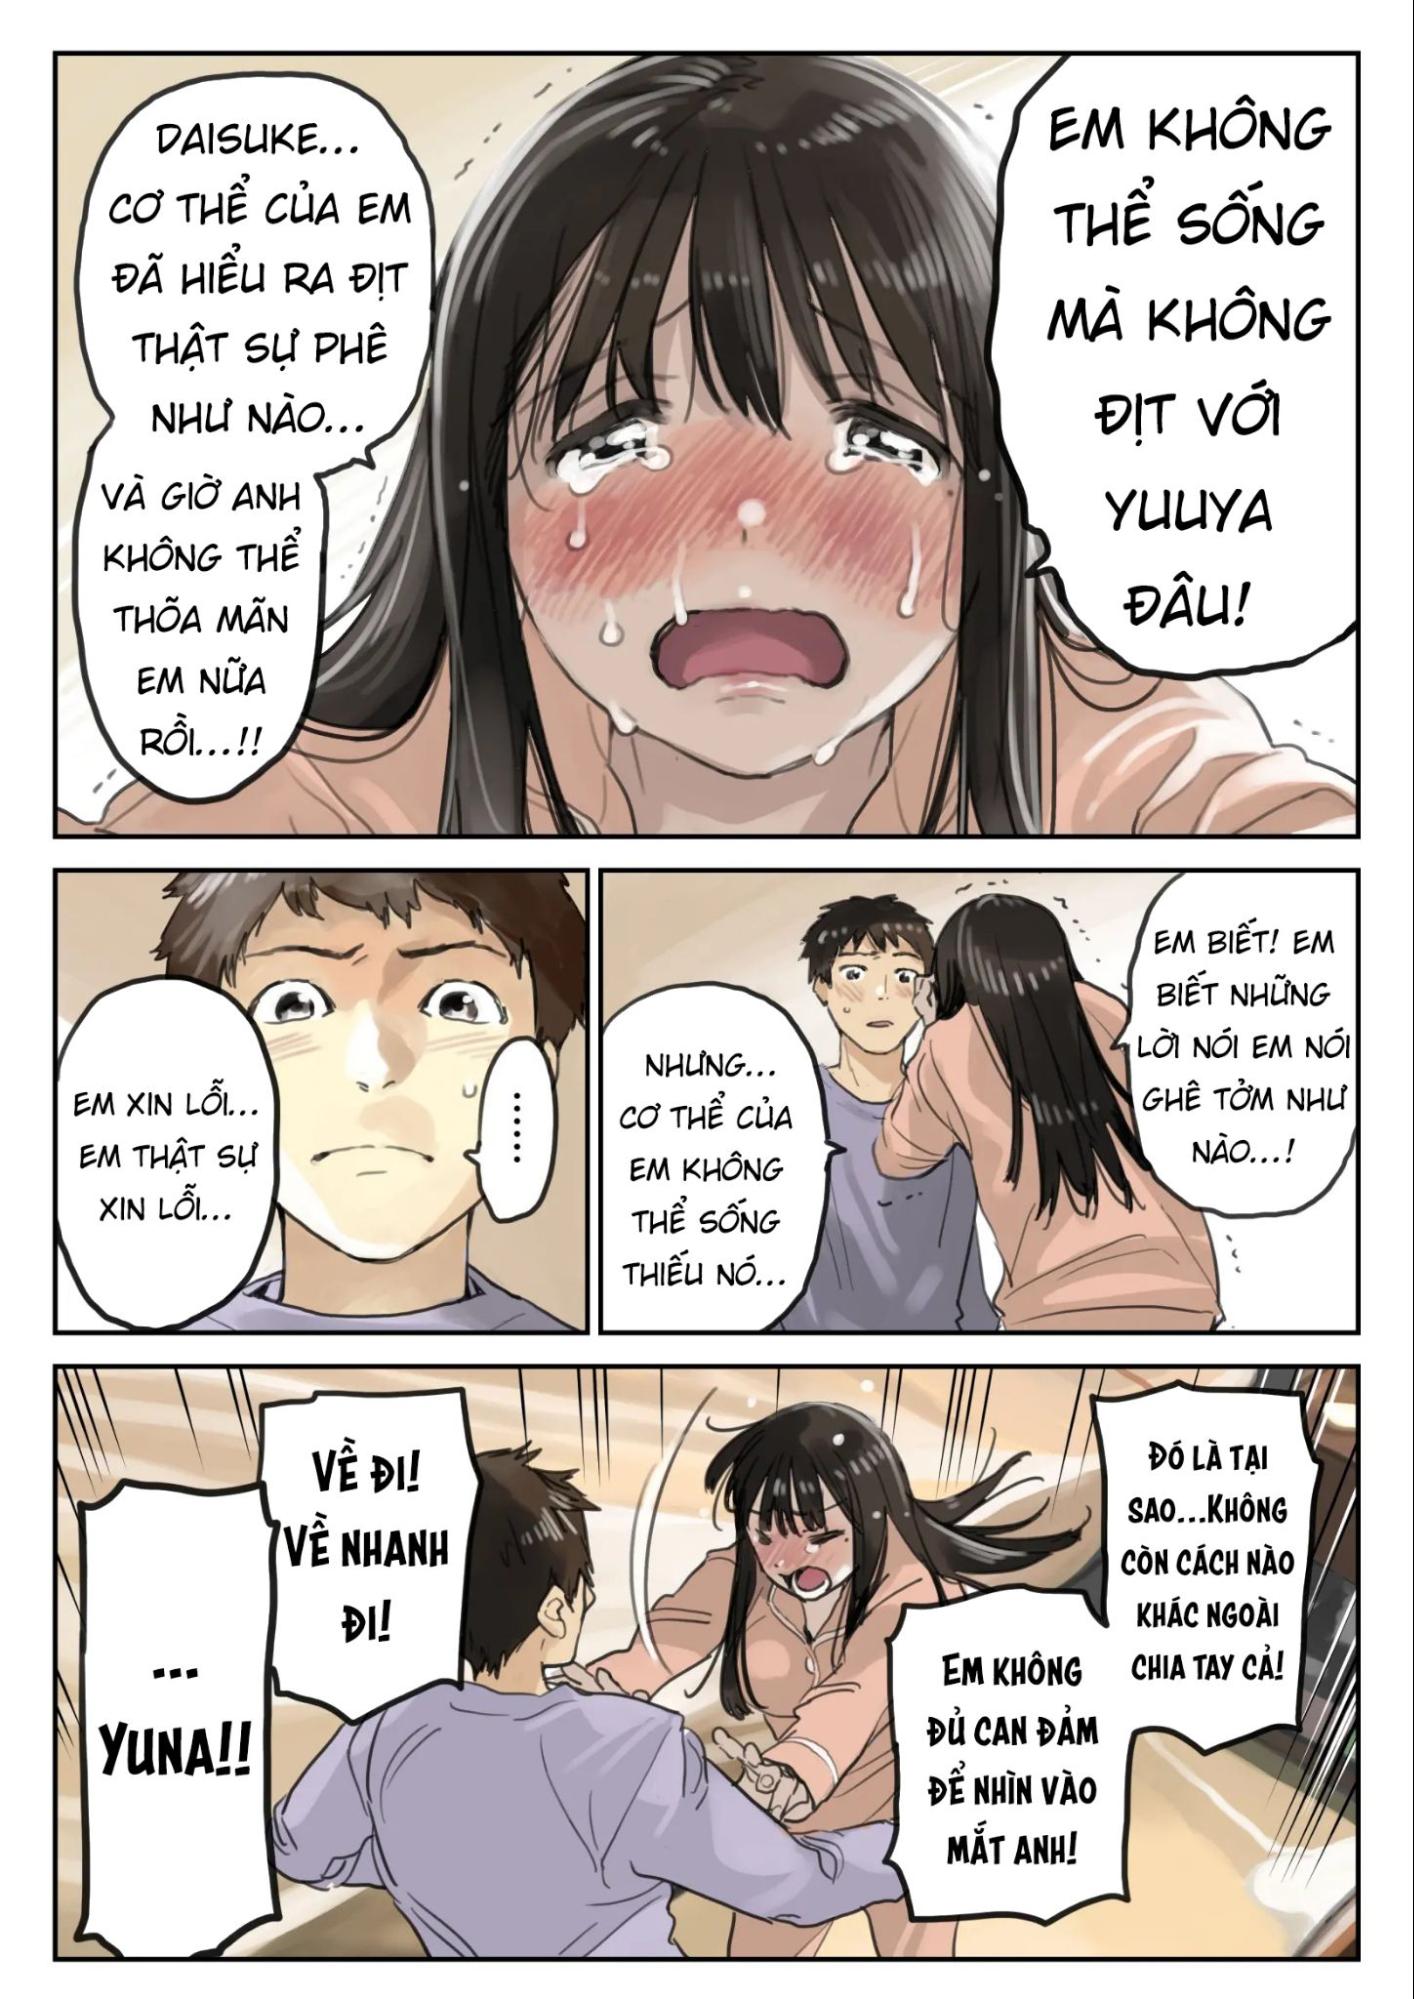 EM KHÔNG
THỂ SỐNG
MÀ KHÔNG
ĐỊT VỚI
YUUYA
ĐÂU!
DAISUKE...
CƠ THỂ CỦA EM
ĐÃ HIỂU RA ĐỊT
THẬT SỰ PHÊ
NHƯ NÀO...
VÀ GIỜ ANH
KHÔNG THỂ
THÕA MÃN
EM NỮA
RỒI...!!
EM BIẾT! EM
BIẾT NHỮNG
LỜI NÓI EM NÓI
GHÊ TỞM NHƯ
NÀO...!
NHƯNG...
CƠ THỂ CỦA
EM KHÔNG
THỂ SỐNG
THIẾU NÓ...
......
EM XIN LỖI...
EM THẬT SỰ
XIN LỖI...
ĐÓ LÀ TẠI
SAO...KHÔNG
CÒN CÁCH NÀO
KHÁC NGOÀI
CHIA TAY CẢ!
EM KHÔNG
ĐỦ CAN ĐẢM
ĐỂ NHÌN VÀO
MẮT ANH!
VỀ ĐI!
VỀ NHANH
ĐI!
...
YUNA!!